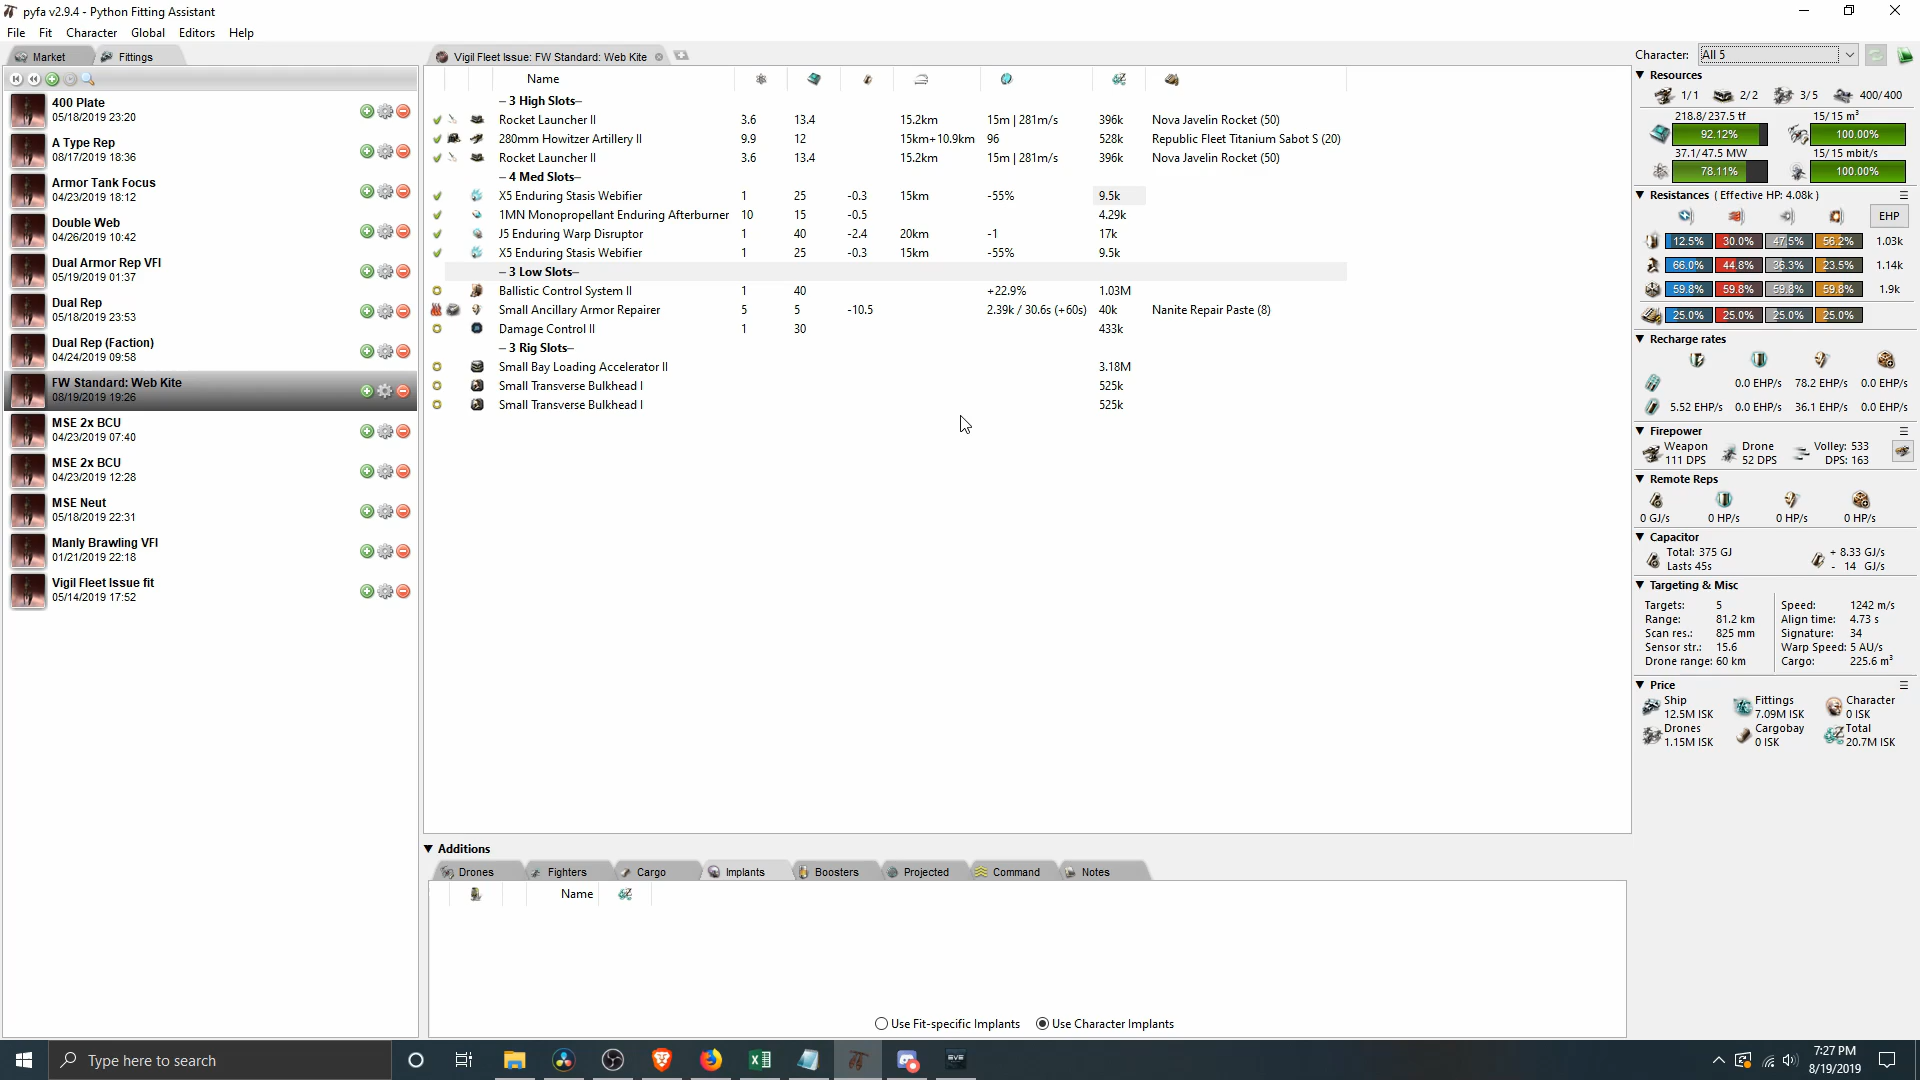 pyfa v2.9.4 - Python Fitting Assistant
File Fit Character Global Editors Help
Market Fittings
Vigil Fleet Issue: FW Standard: Web Kite
Character: All 5
400 Plate
05/18/2019 23:20
A Type Rep
08/17/2019 18:36
Armor Tank Focus
04/23/2019 18:12
Double Web
04/26/2019 10:42
Dual Armor Rep VFI
05/19/2019 01:37
Dual Rep
05/18/2019 23:53
Dual Rep (Faction)
04/24/2019 09:58
FW Standard: Web Kite
08/19/2019 19:26
MSE 2x BCU
04/23/2019 07:40
MSE 2x BCU
04/23/2019 12:28
MSE Neut
05/18/2019 22:31
Manly Brawling VFI
01/21/2019 22:18
Vigil Fleet Issue fit
05/14/2019 17:52
Name
– 3 High Slots–
Rocket Launcher II 3.6 13.4 15.2km 15m | 281m/s 396k Nova Javelin Rocket (50)
280mm Howitzer Artillery II 9.9 12 15km+10.9km 96 528k Republic Fleet Titanium Sabot S (20)
Rocket Launcher II 3.6 13.4 15.2km 15m | 281m/s 396k Nova Javelin Rocket (50)
– 4 Med Slots–
X5 Enduring Stasis Webifier 1 25 -0.3 15km -55% 9.5k
1MN Monopropellant Enduring Afterburner 10 15 -0.5 4.29k
J5 Enduring Warp Disruptor 1 40 -2.4 20km -1 17k
X5 Enduring Stasis Webifier 1 25 -0.3 15km -55% 9.5k
– 3 Low Slots–
Ballistic Control System II 1 40 +22.9% 1.03M
Small Ancillary Armor Repairer 5 5 -10.5 2.39k / 30.6s (+60s) 40k Nanite Repair Paste (8)
Damage Control II 1 30 433k
– 3 Rig Slots–
Small Bay Loading Accelerator II 3.18M
Small Transverse Bulkhead I 525k
Small Transverse Bulkhead I 525k
Resources
1/1 2/2 3/5 400/400
218.8/237.5 tf 15/15 m³
92.12% 100.00%
37.1/47.5 MW 15/15 mbit/s
78.11% 100.00%
Resistances ( Effective HP: 4.08k )
EHP
12.5% 30.0% 47.5% 56.2% 1.03k
66.0% 44.8% 36.3% 23.5% 1.14k
59.8% 59.8% 59.8% 59.8% 1.9k
25.0% 25.0% 25.0% 25.0%
Recharge rates
0.0 EHP/s 78.2 EHP/s 0.0 EHP/s
5.52 EHP/s 0.0 EHP/s 36.1 EHP/s 0.0 EHP/s
Firepower
Weapon Drone Volley: 533
111 DPS 52 DPS DPS: 163
Remote Reps
0 GJ/s 0 HP/s 0 HP/s 0 HP/s
Capacitor
Total: 375 GJ + 8.33 GJ/s
Lasts 45s - 14 GJ/s
Targeting & Misc
Targets: 5 Speed: 1242 m/s
Range: 81.2 km Align time: 4.73 s
Scan res.: 825 mm Signature: 34
Sensor str.: 15.6 Warp Speed: 5 AU/s
Drone range: 60 km Cargo: 225.6 m³
Price
Ship Fittings Character
12.5M ISK 7.09M ISK 0 ISK
Drones Cargobay Total
1.15M ISK 0 ISK 20.7M ISK
Additions
Drones Fighters Cargo Implants Boosters Projected Command Notes
Name
Use Fit-specific Implants Use Character Implants
Type here to search
EVE
7:27 PM
8/19/2019